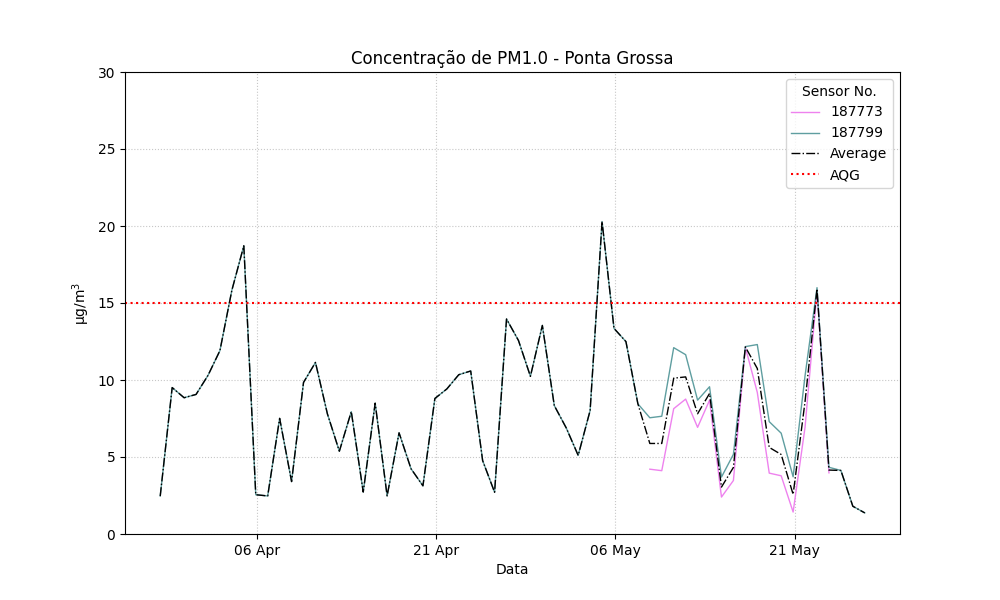 Concentração de PM1.0 - Ponta Grossa
30
25
20
15
10
5
0
µg/m³
Sensor No.
187773
187799
Average
AQG
06 Apr
21 Apr
06 May
21 May
Data